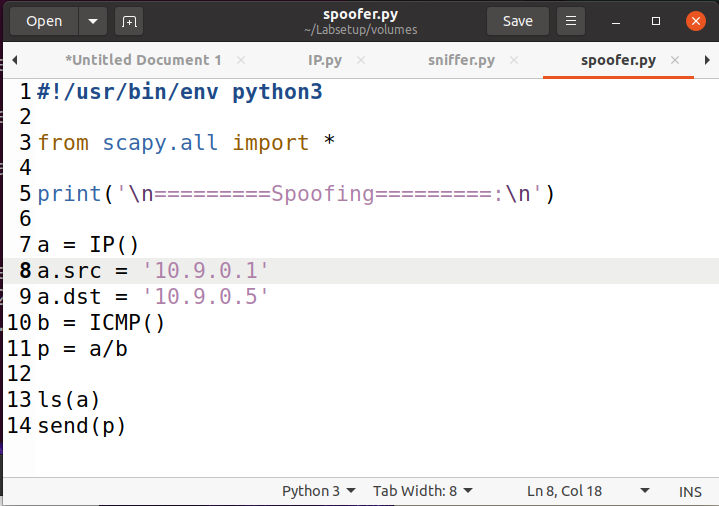 Open
spoofer.py
~/Labsetup/volumes
Save
*Untitled Document 1
IP.py
sniffer.py
spoofer.py
1 #!/usr/bin/env python3
2
3 from scapy.all import *
4
5 print('\n=========Spoofing=========:\n')
6
7 a = IP()
8 a.src = '10.9.0.1'
9 a.dst = '10.9.0.5'
10 b = ICMP()
11 p = a/b
12
13 ls(a)
14 send(p)
Python 3
Tab Width: 8
Ln 8, Col 18
INS